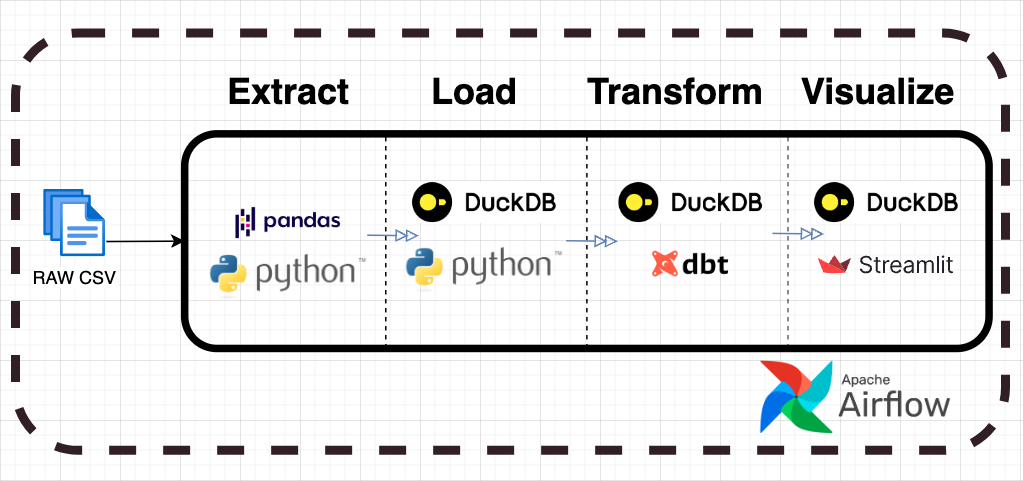 Extract Load Transform Visualize
DuckDB DuckDB DuckDB
pandas
python™ python™ dbt Streamlit
RAW CSV
Apache
Airflow